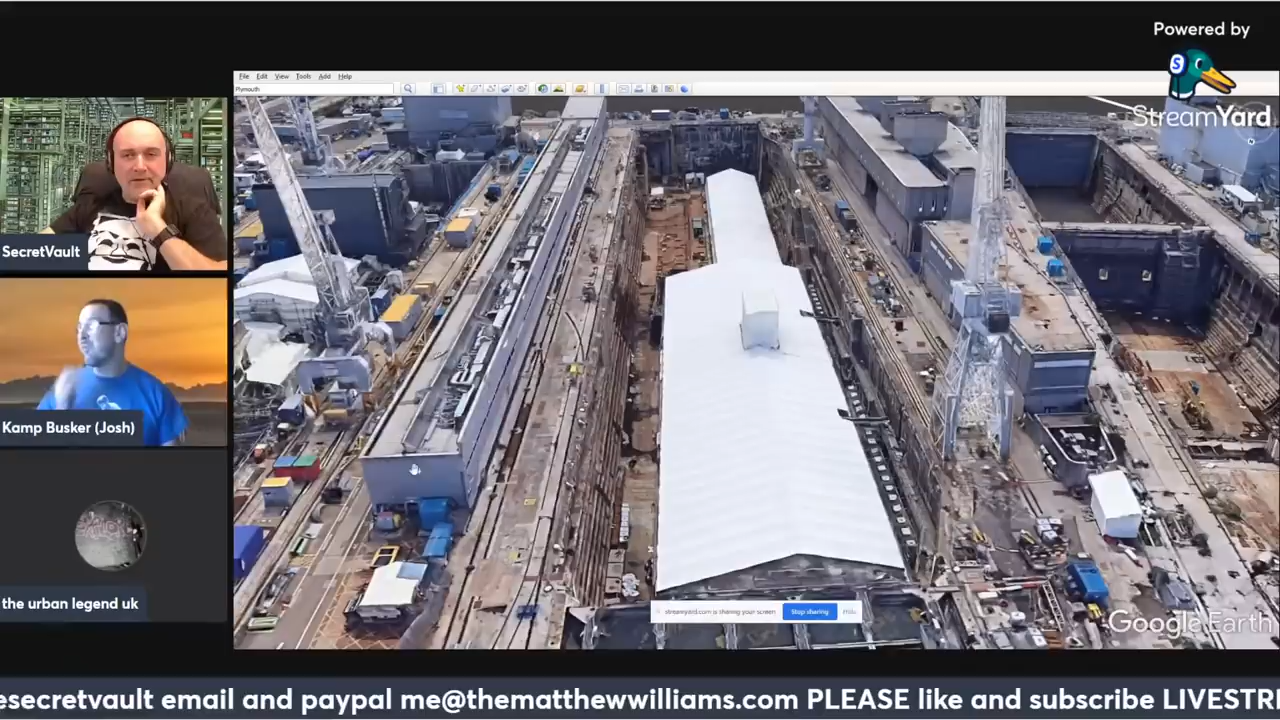 Powered by
S
StreamYard
File Edit View Tools Add Help
Plymouth
SecretVault
Kamp Busker (Josh)
the urban legend uk
streamyard.com is sharing your screen Stop sharing Hide
Google Earth
esecretvault email and paypal me@thematthewwilliams.com PLEASE like and subscribe LIVESTRE